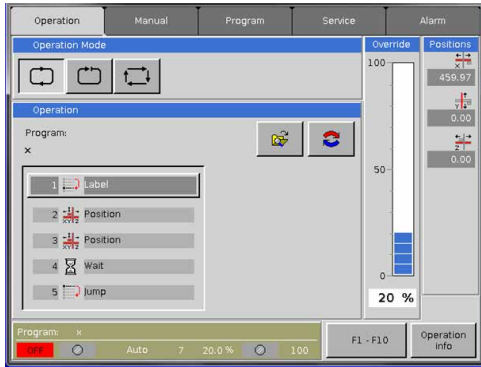 Operation Manual Program Service Alarm
Operation Mode
Override
Positions
100
50
0
20 %
X
459.97
Y
0.00
Z
0.00
Operation
Program:
x
1 Label
2 XYZ Position
3 XYZ Position
4 Wait
5 Jump
Program: x
OFF Auto 7 20.0 % 100
F1 - F10
Operation
info